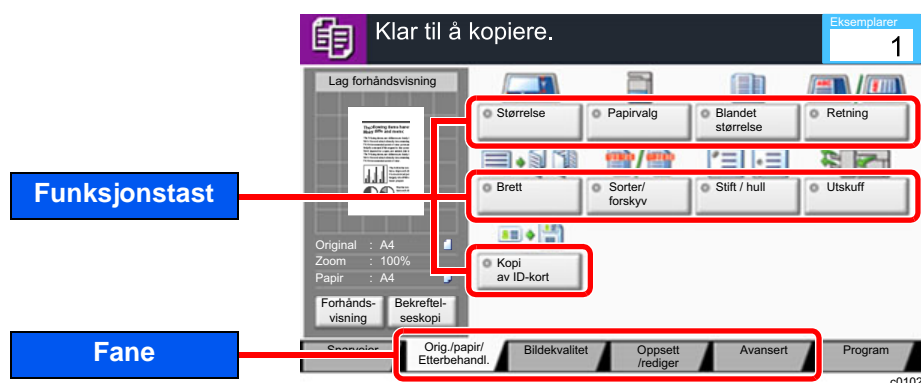 Klar til å kopiere.
Eksemplarer
1
Lag forhåndsvisning
Størrelse
Papirvalg
Blandet
størrelse
Retning
Funksjonstast
Brett
Sorter/
forskyv
Stift / hull
Utskuff
Original : A4
Zoom : 100%
Papir : A4
Kopi
av ID-kort
Forhånds-
visning
Bekreftel-
seskopi
Fane
Snarveier
Orig./papir/
Etterbehandl.
Bildekvalitet
Oppsett
/rediger
Avansert
Program